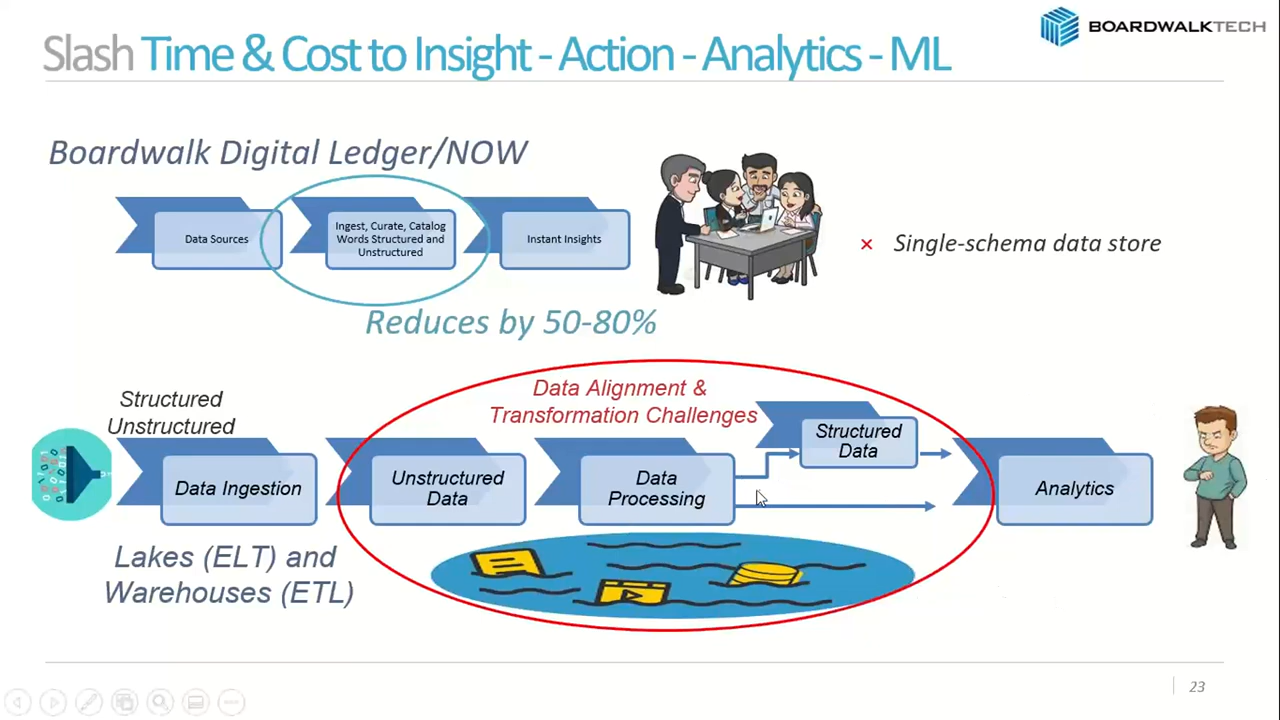 BOARDWALKTECH
Slash Time & Cost to Insight - Action - Analytics - ML
Boardwalk Digital Ledger/NOW
Data Sources
Ingest, Curate, Catalog
Words Structured and
Unstructured
Instant Insights
× Single-schema data store
Reduces by 50-80%
Structured
Unstructured
Data Alignment &
Transformation Challenges
Data Ingestion
Unstructured
Data
Data
Processing
Structured
Data
Analytics
Lakes (ELT) and
Warehouses (ETL)
23